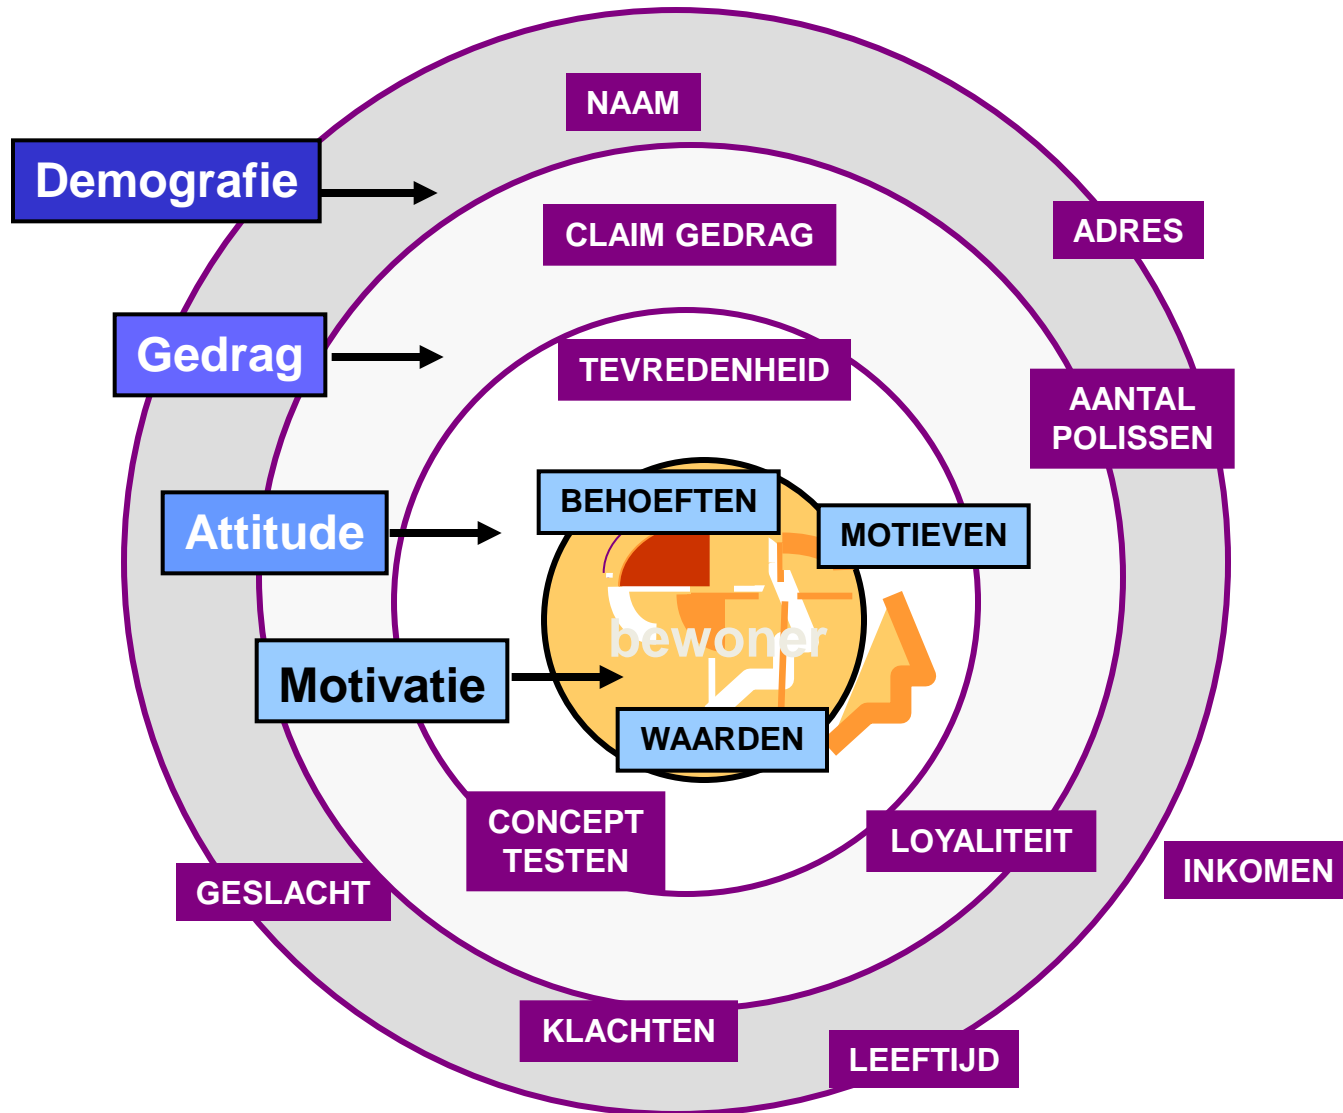 NAAM
Demografie
CLAIM GEDRAG
ADRES
Gedrag
TEVREDENHEID
AANTAL
POLISSEN
BEHOEFTEN
MOTIEVEN
Attitude
bewoner
Motivatie
WAARDEN
CONCEPT
TESTEN
LOYALITEIT
INKOMEN
GESLACHT
KLACHTEN
LEEFTIJD